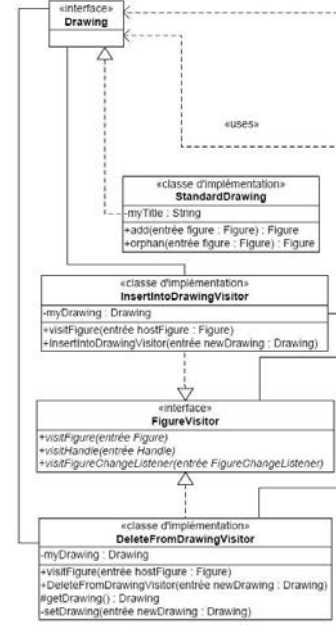 «interface»
Drawing
«uses»
«classe d'implémentation»
StandardDrawing
-myTitle : String
+add(entrée figure : Figure) : Figure
+orphan(entrée figure : Figure) : Figure
«classe d'implémentation»
InsertIntoDrawingVisitor
-myDrawing : Drawing
+visitFigure(entrée hostFigure : Figure)
+InsertIntoDrawingVisitor(entrée newDrawing : Drawing)
«interface»
FigureVisitor
+visitFigure(entrée Figure)
+visitHandle(entrée Handle)
+visitFigureChangeListener(entrée FigureChangeListener)
«classe d'implémentation»
DeleteFromDrawingVisitor
-myDrawing : Drawing
+visitFigure(entrée hostFigure : Figure)
+DeleteFromDrawingVisitor(entrée newDrawing : Drawing)
#getDrawing() : Drawing
-setDrawing(entrée newDrawing : Drawing)